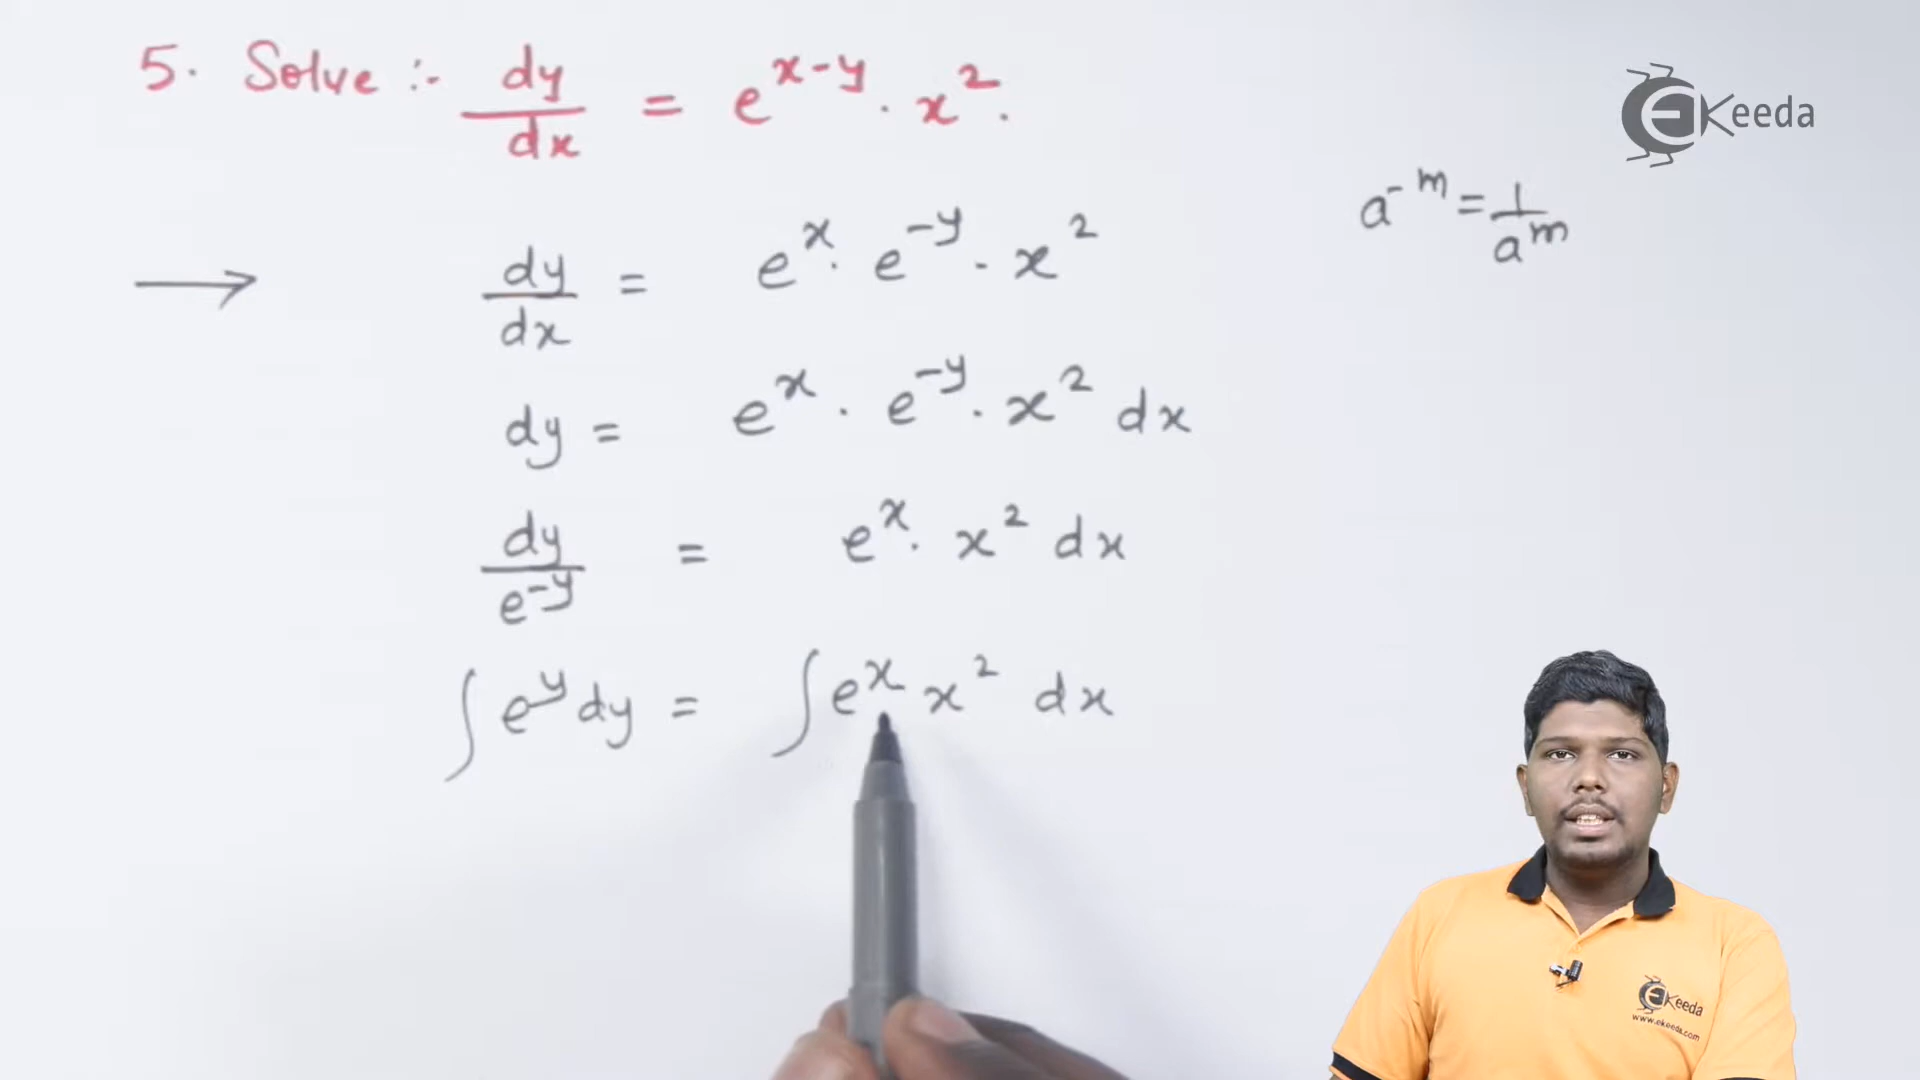 5. Solve :- dy/dx = e^{x-y} · x^2.
EKeeda
a^{-m} = 1/a^m
→ dy/dx = e^x · e^{-y} · x^2
dy = e^x · e^{-y} · x^2 dx
dy/e^{-y} = e^x · x^2 dx
∫ e^y dy = ∫ e^x x^2 dx
EKeeda
www.ekeeda.com